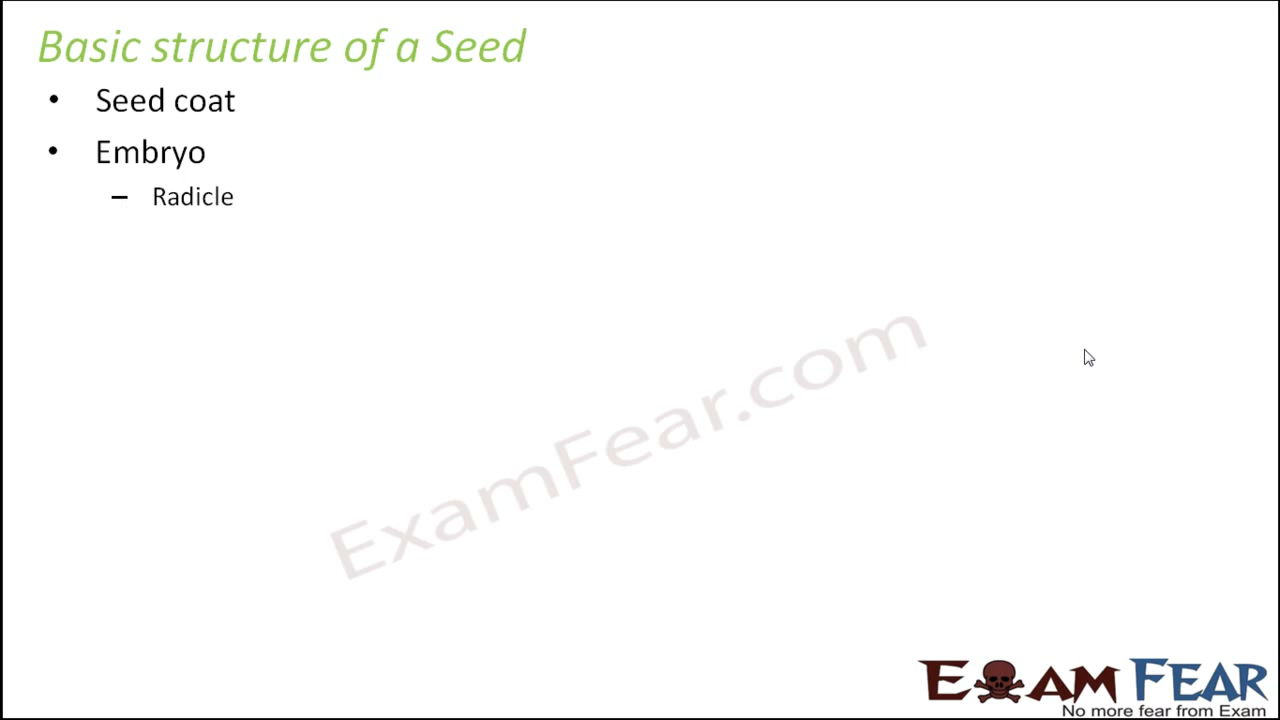 Basic structure of a Seed
• Seed coat
• Embryo
– Radicle
ExamFear.com
EXAM FEAR
No more fear from Exam